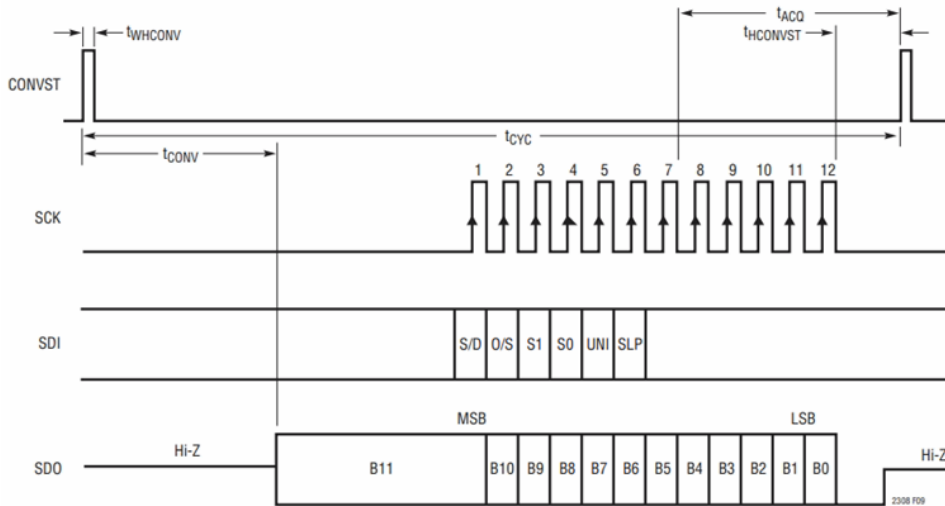 tACQ
tWHCONV
tHCONVST
CONVST
tCYC
tCONV
1 2 3 4 5 6 7 8 9 10 11 12
SCK
SDI
S/D O/S S1 S0 UNI SLP
MSB LSB
Hi-Z
Hi-Z
SDO
B11 B10 B9 B8 B7 B6 B5 B4 B3 B2 B1 B0
2308 F09